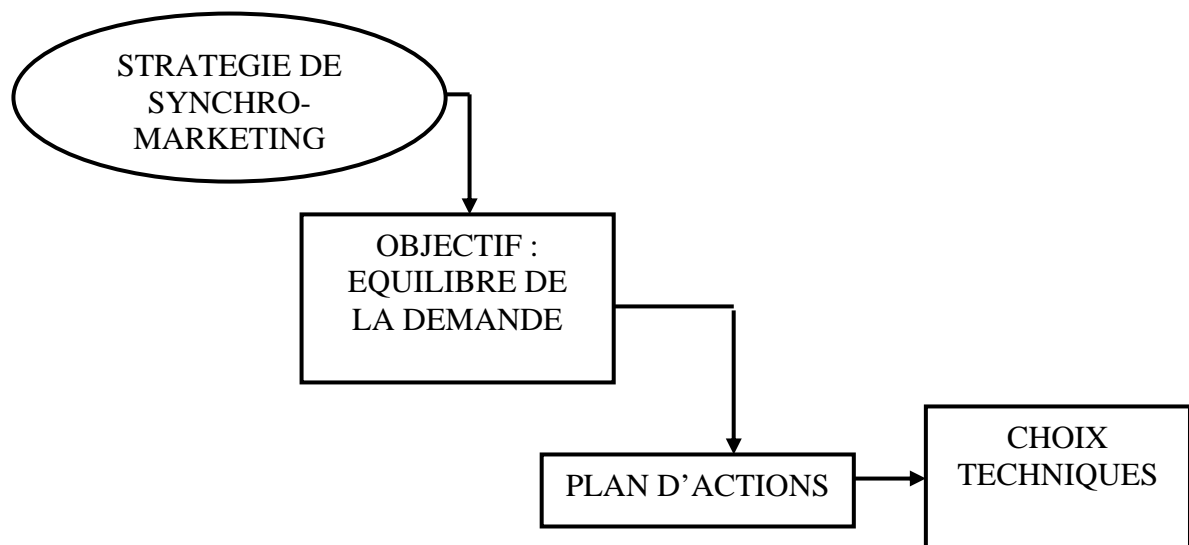 STRATEGIE DE
SYNCHRO-
MARKETING
OBJECTIF :
EQUILIBRE DE
LA DEMANDE
PLAN D’ACTIONS
CHOIX
TECHNIQUES